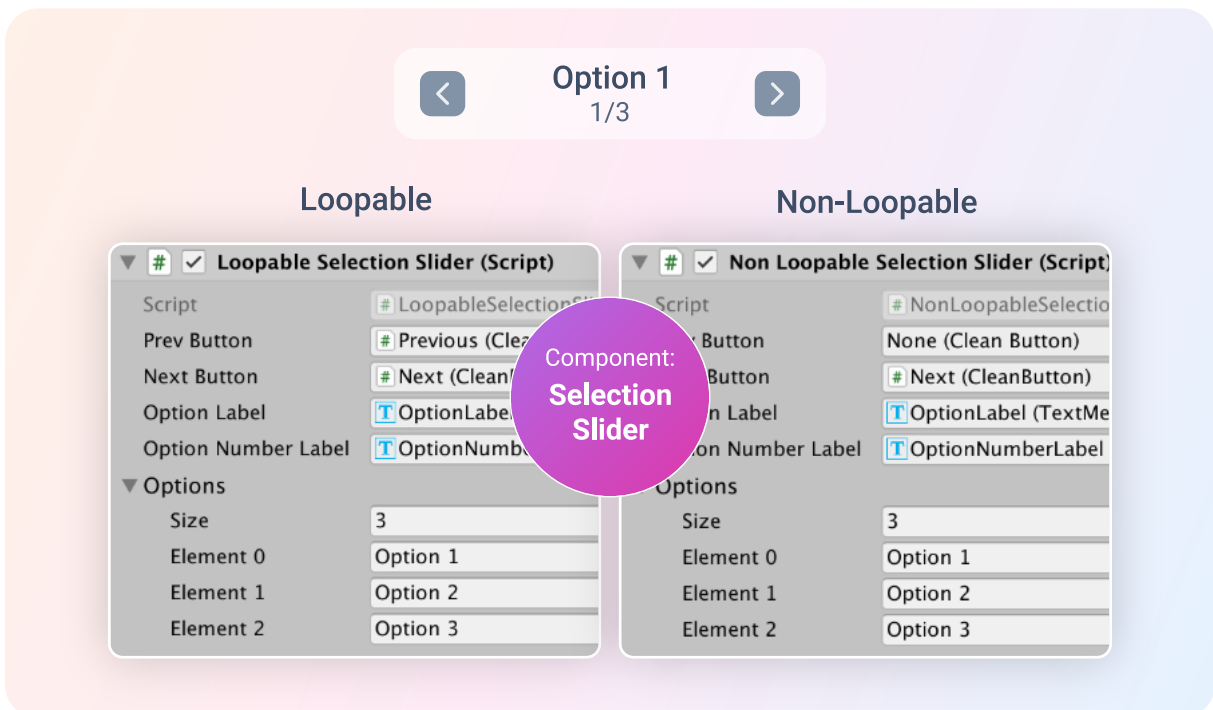 Option 1
1/3
Loopable
Non-Loopable
# Loopable Selection Slider (Script)
Script # LoopableSelectionSli
Prev Button # Previous (Clea
Next Button # Next (Clean
Option Label T OptionLabe
Option Number Label T OptionNumb
Options
Size 3
Element 0 Option 1
Element 1 Option 2
Element 2 Option 3
Component:
Selection
Slider
# Non Loopable Selection Slider (Script)
Script # NonLoopableSelectio
Button None (Clean Button)
Button # Next (CleanButton)
n Label T OptionLabel (TextMe
on Number Label T OptionNumberLabel
Options
Size 3
Element 0 Option 1
Element 1 Option 2
Element 2 Option 3